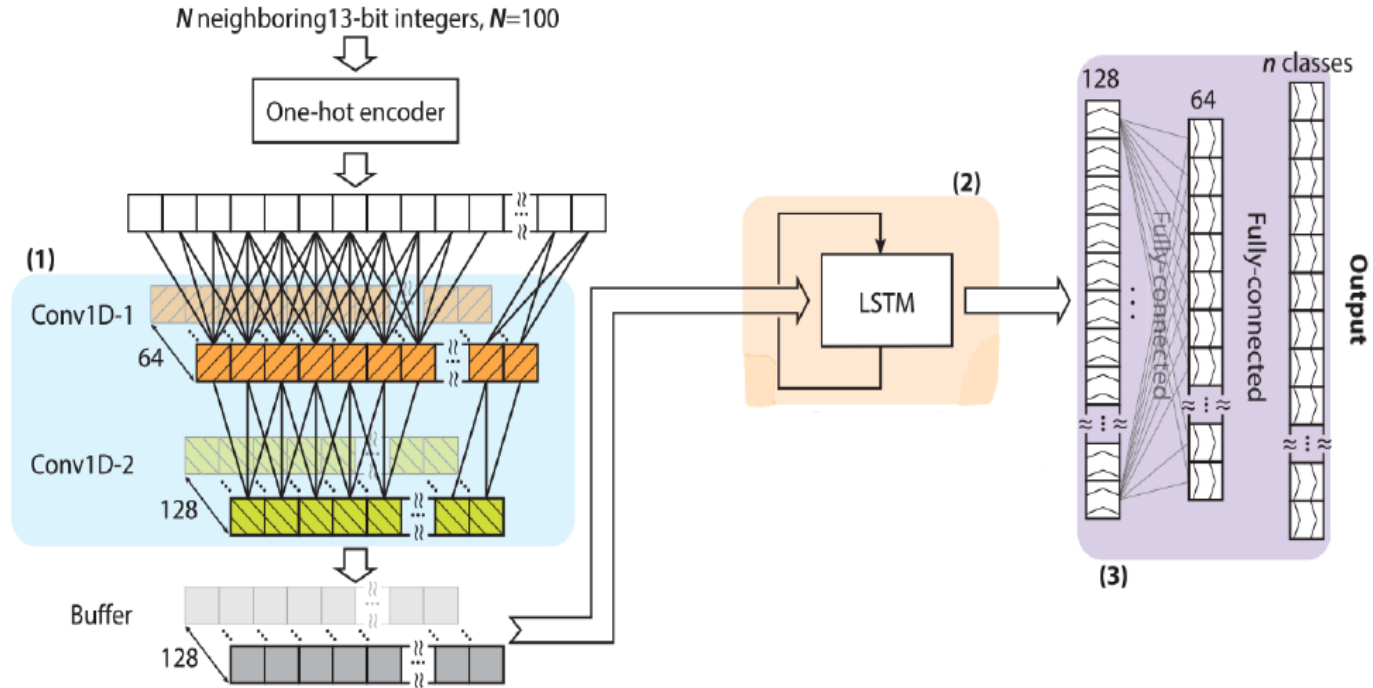 N neighboring13-bit integers, N=100
One-hot encoder
(1)
Conv1D-1
64
Conv1D-2
128
Buffer
128
(2)
LSTM
128
64
n classes
Fully-connected
Fully-connected
Output
(3)